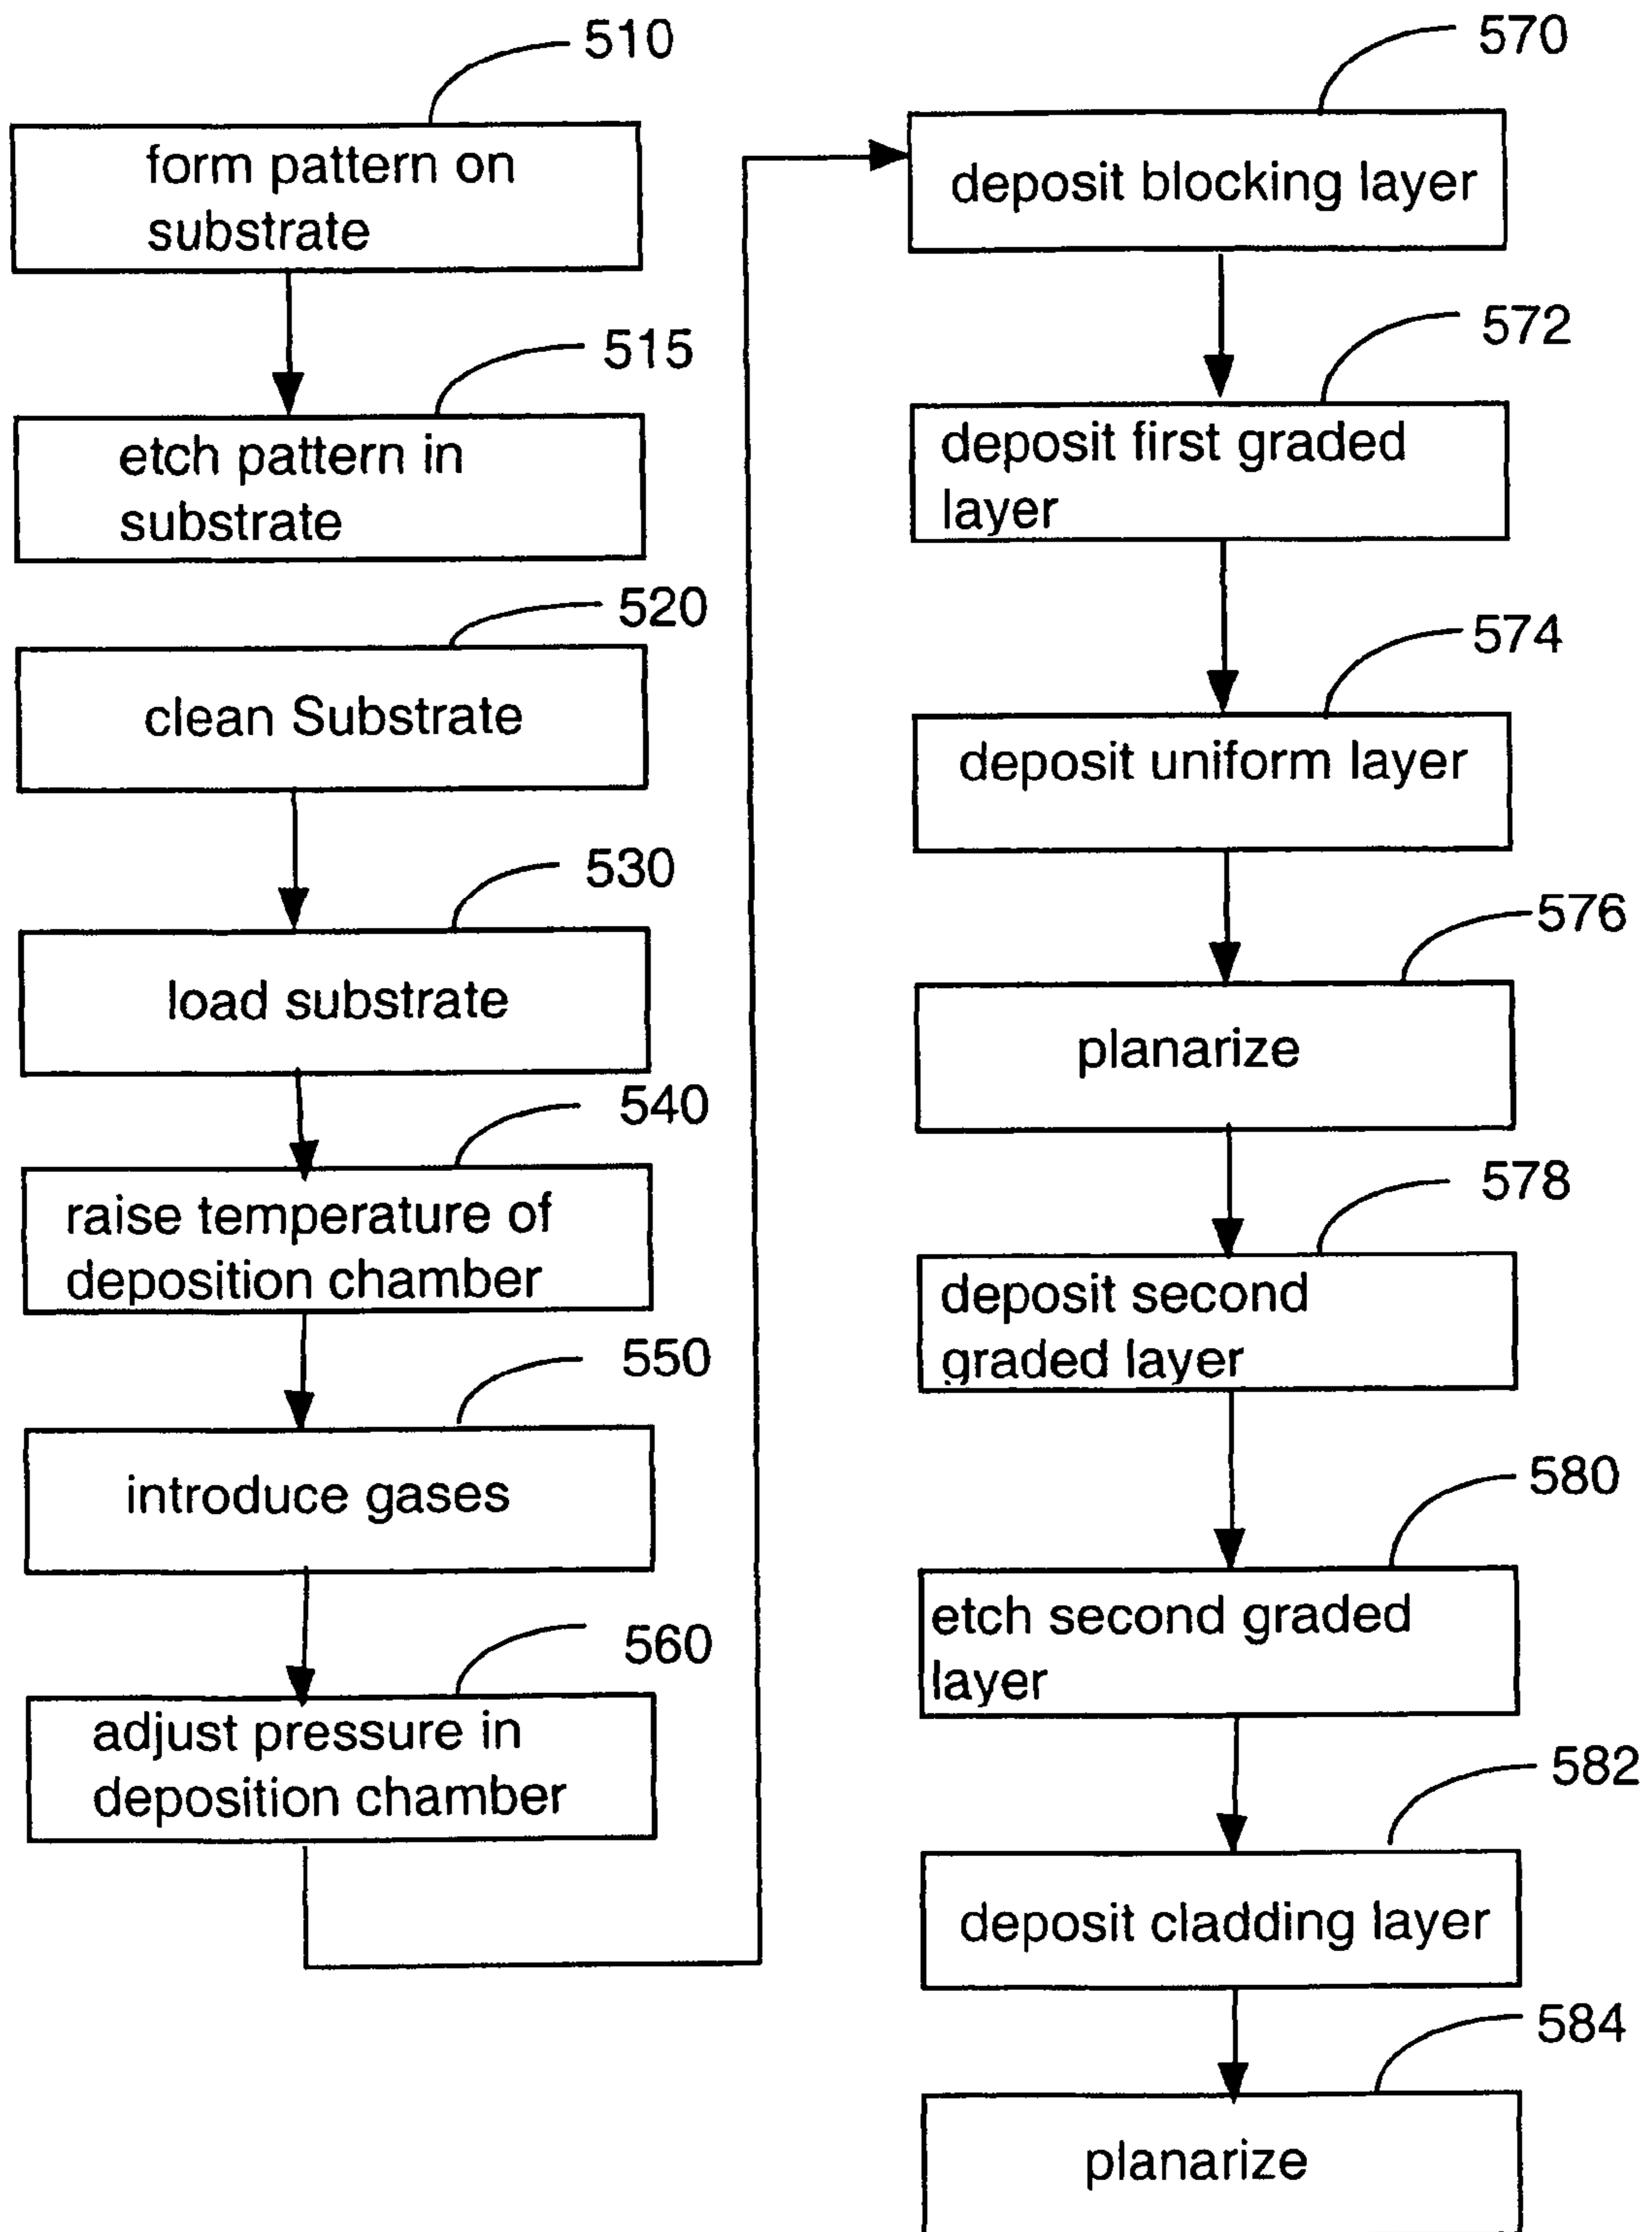 510
form pattern on
substrate
515
etch pattern in
substrate
520
clean Substrate
530
load substrate
540
raise temperature of
deposition chamber
550
introduce gases
560
adjust pressure in
deposition chamber
570
deposit blocking layer
572
deposit first graded
layer
574
deposit uniform layer
576
planarize
578
deposit second
graded layer
580
etch second graded
layer
582
deposit cladding layer
584
planarize